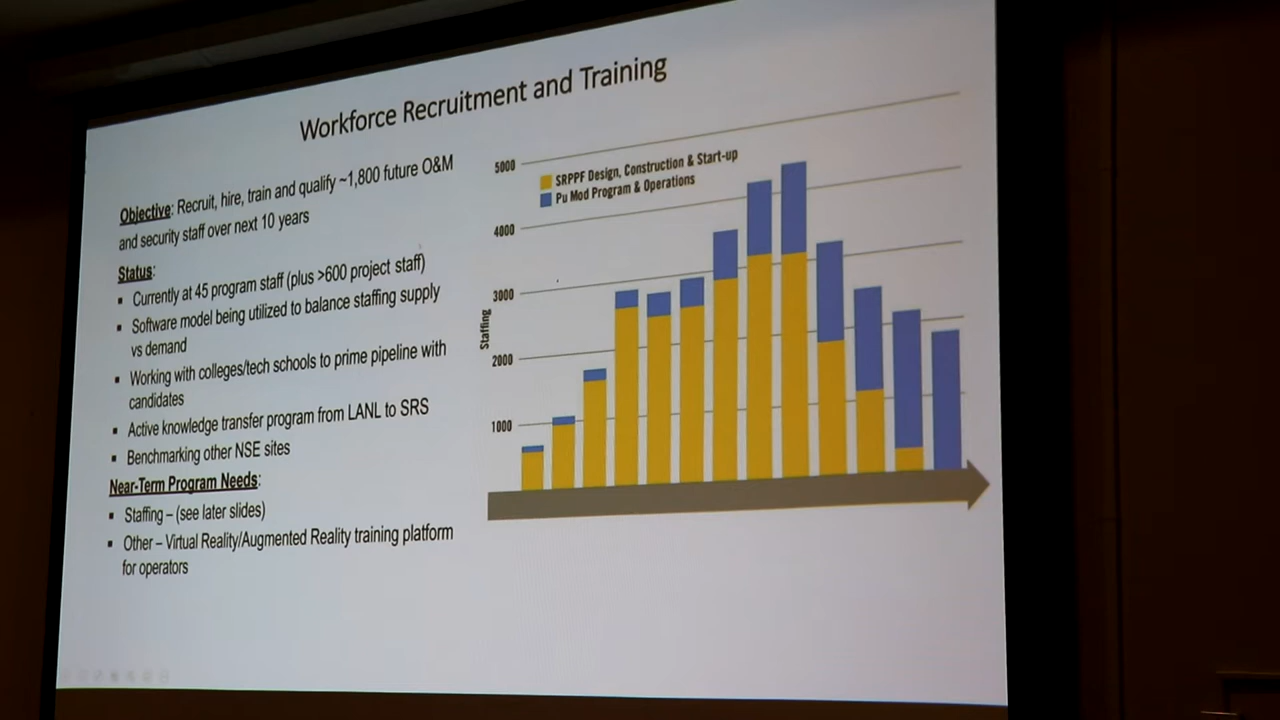 Workforce Recruitment and Training
Objective: Recruit, hire, train and qualify ~1,800 future O&M
and security staff over next 10 years
Status:
▪ Currently at 45 program staff (plus >600 project staff)
▪ Software model being utilized to balance staffing supply
vs demand
▪ Working with colleges/tech schools to prime pipeline with
candidates
▪ Active knowledge transfer program from LANL to SRS
▪ Benchmarking other NSE sites
Near-Term Program Needs:
▪ Staffing – (see later slides)
▪ Other – Virtual Reality/Augmented Reality training platform
for operators
SRPPF Design, Construction & Start-up
Pu Mod Program & Operations
Staffing
5000
4000
3000
2000
1000